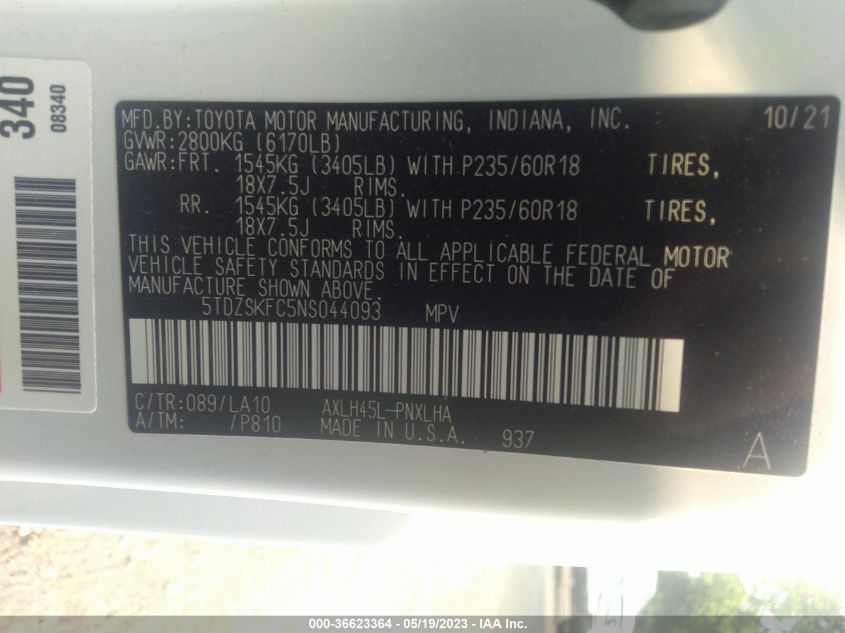 340
08340
MFD.BY:TOYOTA MOTOR MANUFACTURING, INDIANA, INC. 10/21
GVWR:2800KG (6170LB)
GAWR:FRT. 1545KG (3405LB) WITH P235/60R18 TIRES,
18X7.5J RIMS.
RR. 1545KG (3405LB) WITH P235/60R18 TIRES,
18X7.5J RIMS.
THIS VEHICLE CONFORMS TO ALL APPLICABLE FEDERAL MOTOR
VEHICLE SAFETY STANDARDS IN EFFECT ON THE DATE OF
MANUFACTURE SHOWN ABOVE.
5TDZSKFC5NS044093 MPV
C/TR:089/LA10 AXLH45L-PNXLHA
A/TM: /P810 MADE IN U.S.A. 937
A
000-36623364 - 05/19/2023 - IAA Inc.